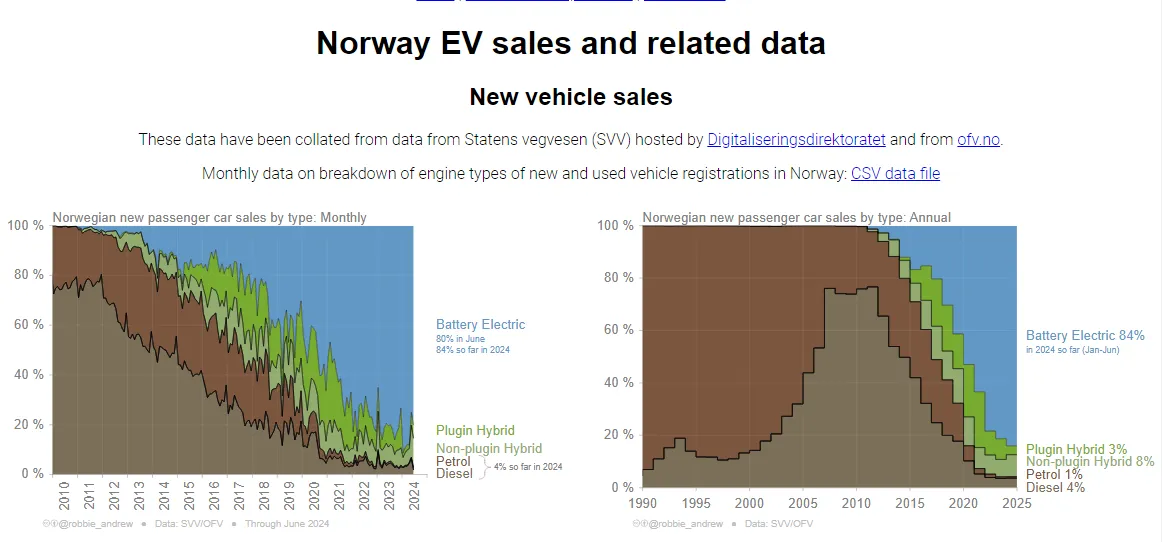 Norway EV sales and related data
New vehicle sales
These data have been collated from data from Statens vegvesen (SVV) hosted by Digitaliseringsdirektoratet and from ofv.no.
Monthly data on breakdown of engine types of new and used vehicle registrations in Norway: CSV data file
Norwegian new passenger car sales by type: Monthly
100 %
80 %
60 %
40 %
20 %
0 %
Battery Electric
80% in June
84% so far in 2024
Plugin Hybrid
Non-plugin Hybrid
Petrol
Diesel
4% so far in 2024
2010 2011 2012 2013 2014 2015 2016 2017 2018 2019 2020 2021 2022 2023 2024
@robbie_andrew ■ Data: SVV/OFV ■ Through June 2024
Norwegian new passenger car sales by type: Annual
100 %
80 %
60 %
40 %
20 %
0 %
Battery Electric 84%
in 2024 so far (Jan-Jun)
Plugin Hybrid 3%
Non-plugin Hybrid 8%
Petrol 1%
Diesel 4%
1990 1995 2000 2005 2010 2015 2020 2025
@robbie_andrew ■ Data: SVV/OFV